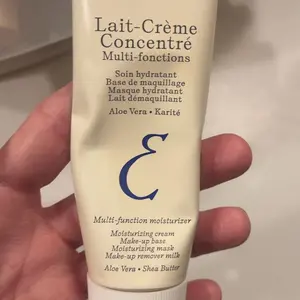 Lait-Crème
Concentré
Multi-fonctions
Soin hydratant
Base de maquillage
Masque hydratant
Lait démaquillant
Aloe Vera • Karité
E
Multi-function moisturizer
Moisturizing cream
Make-up base
Moisturizing mask
Make-up remover milk
Aloe Vera • Shea Butter